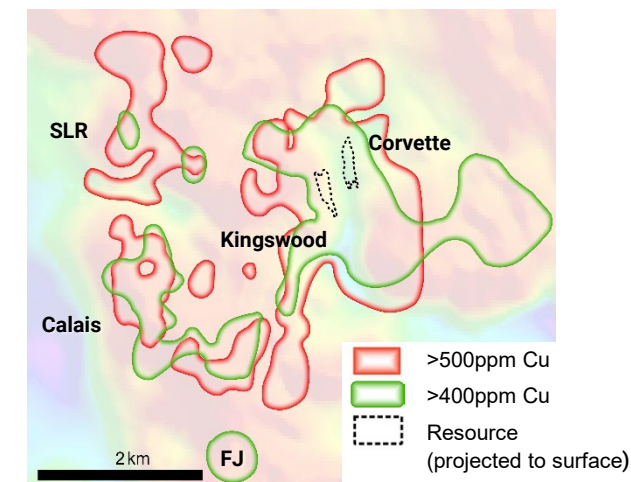 SLR
Corvette
Kingswood
Calais
>500ppm Cu
>400ppm Cu
Resource
(projected to surface)
2 km
FJ